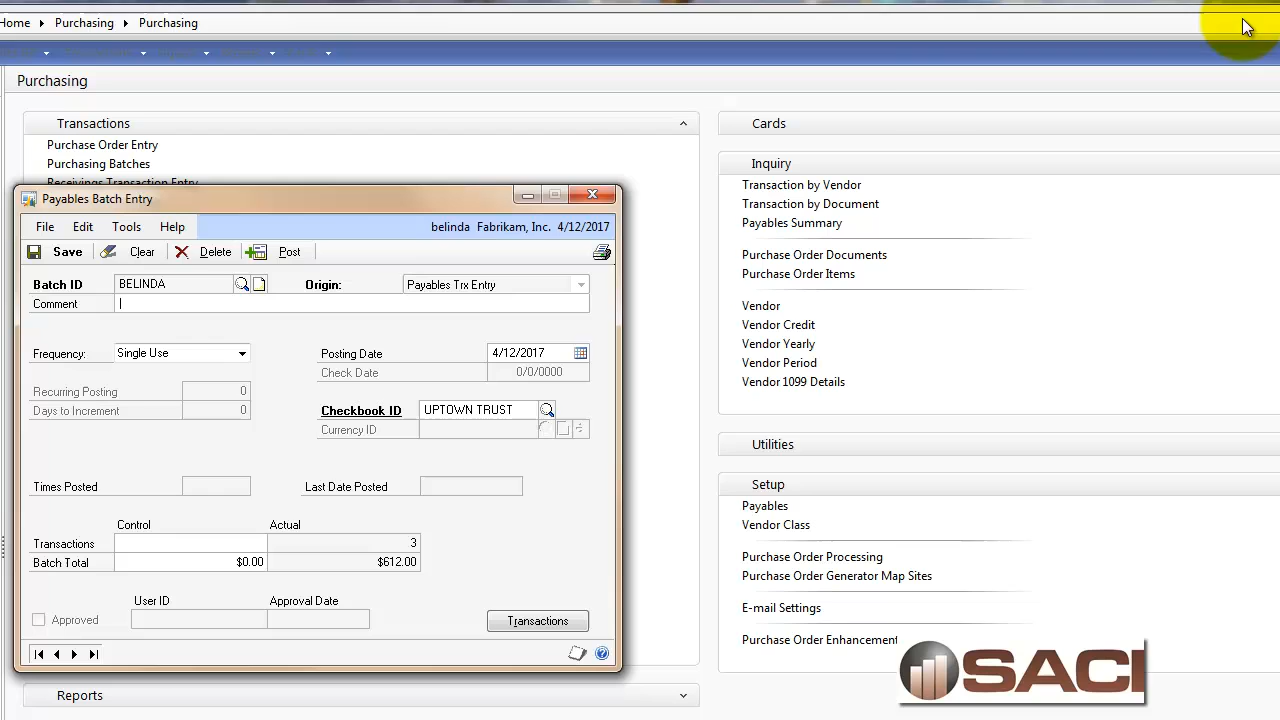 Home Purchasing Purchasing
Purchasing
Transactions
Purchase Order Entry
Purchasing Batches
Receivings Transaction Entry
Payables Batch Entry
File Edit Tools Help belinda Fabrikam, Inc. 4/12/2017
Save Clear Delete Post
Batch ID BELINDA Origin: Payables Trx Entry
Comment
Frequency: Single Use Posting Date 4/12/2017
Check Date 0/0/0000
Recurring Posting 0
Days to Increment 0
Checkbook ID UPTOWN TRUST
Currency ID
Times Posted Last Date Posted
Control Actual
Transactions 3
Batch Total $0.00 $612.00
User ID Approval Date
Approved
Transactions
Reports
Cards
Inquiry
Transaction by Vendor
Transaction by Document
Payables Summary
Purchase Order Documents
Purchase Order Items
Vendor
Vendor Credit
Vendor Yearly
Vendor Period
Vendor 1099 Details
Utilities
Setup
Payables
Vendor Class
Purchase Order Processing
Purchase Order Generator Map Sites
E-mail Settings
Purchase Order Enhancement
SACI